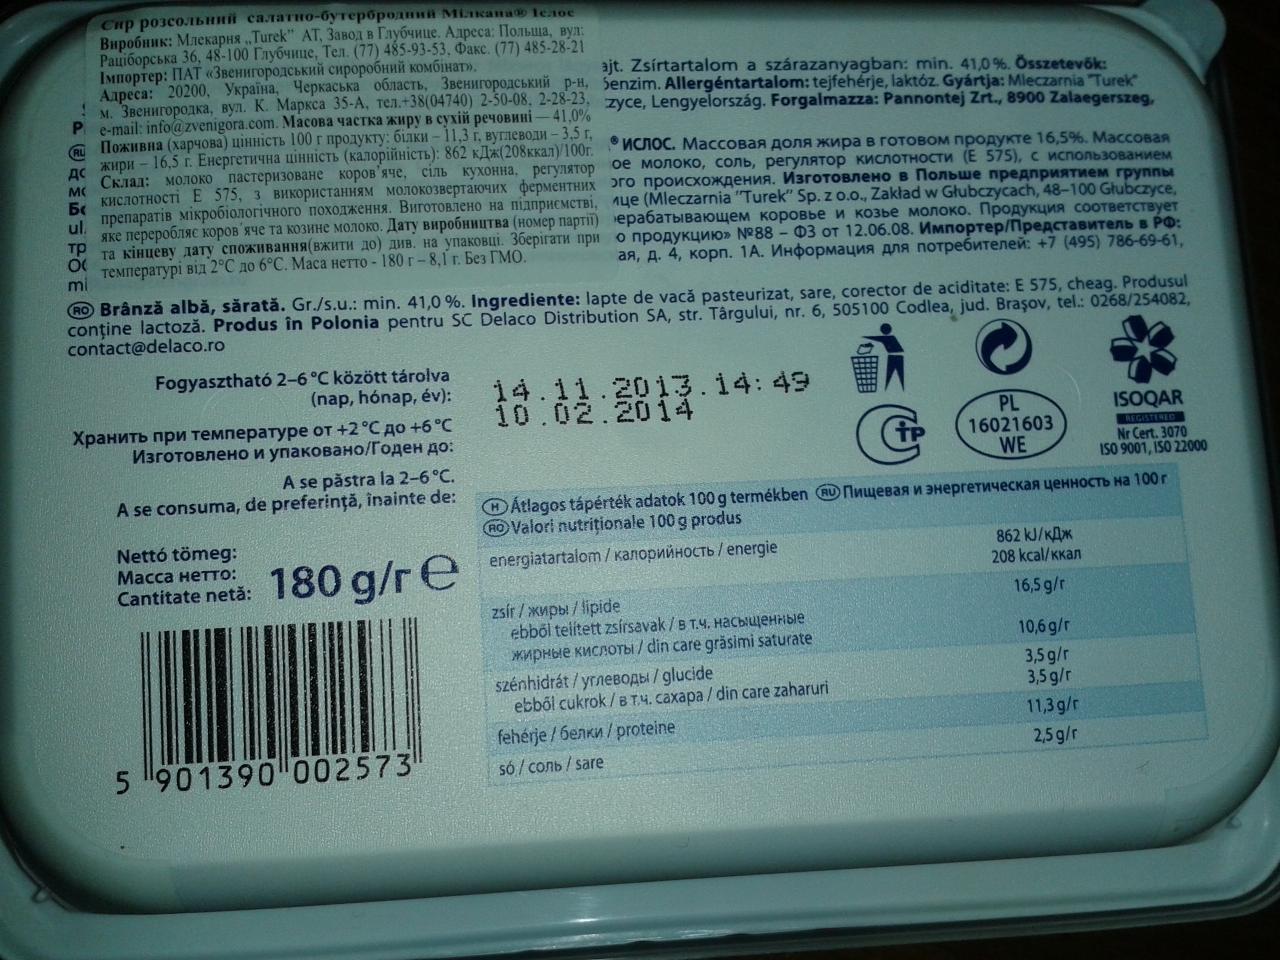 Сир розсольний салатно-бутербродний Мілкана® Іслос
Виробник: Млекарня „Turek” АТ, Завод в Глубчице. Адреса: Польща, вул:
Раціборська 36, 48-100 Глубчице, Тел. (77) 485-93-53, Факс. (77) 485-28-21
Імпортер: ПАТ «Звенигородський сироробний комбінат».
Адреса: 20200, Україна, Черкаська область, Звенигородський р-н,
м. Звенигородка, вул. К. Маркса 35-А, тел.+38(04740) 2-50-08, 2-28-23,
e-mail: info@zvenigora.com. Масова частка жиру в сухій речовині — 41,0%
Поживна (харчова) цінність 100 г продукту: білки – 11,3 г, вуглеводи – 3,5 г,
жири – 16,5 г. Енергетична цінність (калорійність): 862 кДж(208ккал)/100г.
Склад: молоко пастеризоване коров'яче, сіль кухонна, регулятор
кислотності Е 575, з використанням молокозвертаючих ферментних
препаратів мікробіологічного походження. Виготовлено на підприємстві,
яке переробляє коров'яче та козине молоко. Дату виробництва (номер партії)
та кінцеву дату споживання(вжити до) див. на упаковці. Зберігати при
температурі від 2°С до 6°С. Маса нетто - 180 г – 8,1 г. Без ГМО.
ajt. Zsírtartalom a szárazanyagban: min. 41,0%. Összetevők:
enzim. Allergéntartalom: tejfehérje, laktóz. Gyártja: Mleczarnia "Turek"
zyce, Lengyelország. Forgalmazza: Pannontej Zrt., 8900 Zalaegerszeg,
® ИСЛОС. Массовая доля жира в готовом продукте 16,5%. Массовая
ое молоко, соль, регулятор кислотности (Е 575), с использованием
ого происхождения. Изготовлено в Польше предприятием группы
ице (Mleczarnia "Turek" Sp. z o.o., Zakład w Głubczycach, 48–100 Głubczyce,
ерабатывающем коровье и козье молоко. Продукция соответствует
о продукцию» №88 - ФЗ от 12.06.08. Импортер/Представитель в РФ:
ая, д. 4, корп. 1А. Информация для потребителей: +7 (495) 786-69-61,
RO Brânză albă, sărată. Gr./s.u.: min. 41,0 %. Ingrediente: lapte de vacă pasteurizat, sare, corector de aciditate: E 575, cheag. Produsul
conține lactoză. Produs în Polonia pentru SC Delaco Distribution SA, str. Târgului, nr. 6, 505100 Codlea, jud. Brașov, tel.: 0268/254082,
contact@delaco.ro
Fogyasztható 2–6 °C között tárolva
(nap, hónap, év):
Хранить при температуре от +2 °C до +6 °C
Изготовлено и упаковано/Годен до:
A se păstra la 2–6 °C.
A se consuma, de preferinţă, înainte de:
14.11.2013.14:49
10.02.2014
PL
16021603
WE
ISOQAR
REGISTERED
Nr Cert. 3070
ISO 9001, ISO 22000
Nettó tömeg:
Масса нетто:
Cantitate netă:
180 g/г e
H Átlagos tápérték adatok 100 g termékben RU Пищевая и энергетическая ценность на 100 г
RO Valori nutriționale 100 g produs
energiatartalom / калорийность / energie 862 kJ/кДж
208 kcal/ккал
zsír / жиры / lipide 16,5 g/г
ebből telített zsírsavak / в т.ч. насыщенные
жирные кислоты / din care grăsimi saturate 10,6 g/г
szénhidrát / углеводы / glucide 3,5 g/г
ebből cukrok / в т.ч. сахара / din care zaharuri 3,5 g/г
fehérje / белки / proteine 11,3 g/г
só / соль / sare 2,5 g/г
5 901390 002573